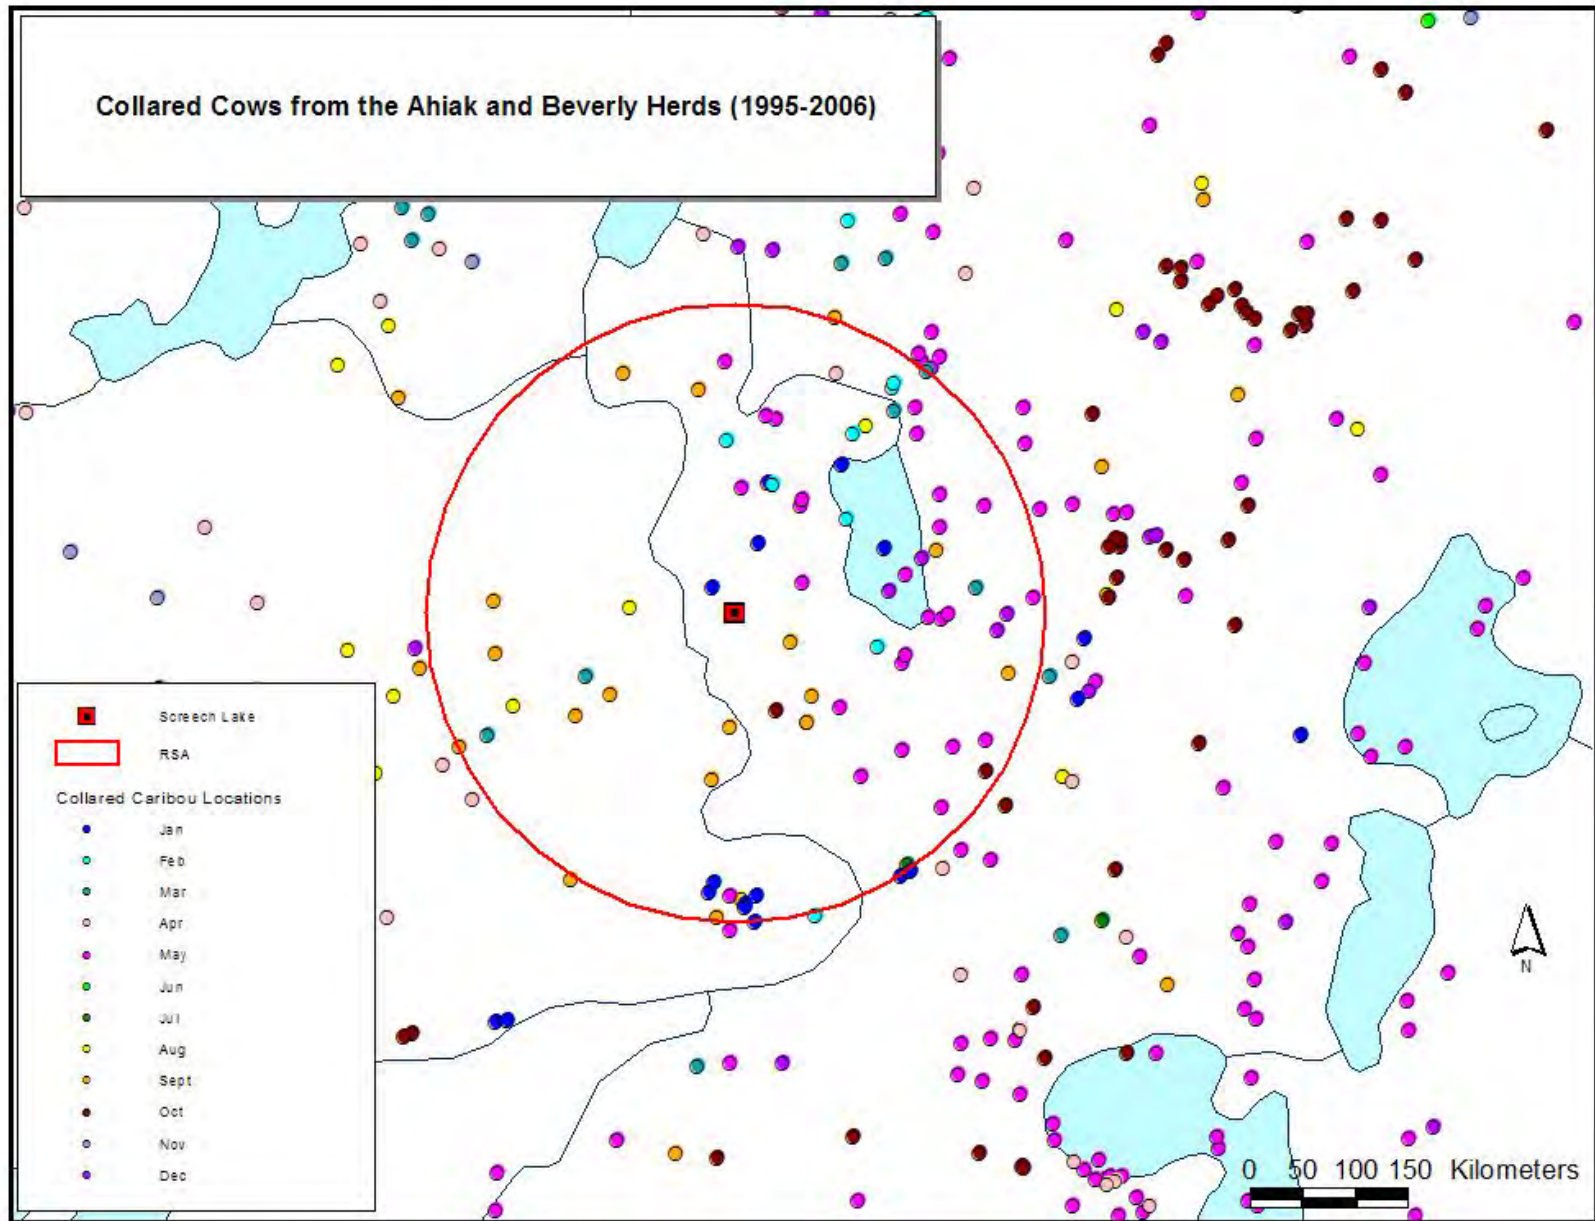 Collared Cows from the Ahiak and Beverly Herds (1995-2006)
Screech Lake
RSA
Collared Caribou Locations
Jan
Feb
Mar
Apr
May
Jun
Jul
Aug
Sept
Oct
Nov
Dec
N
0 50 100 150 Kilometers